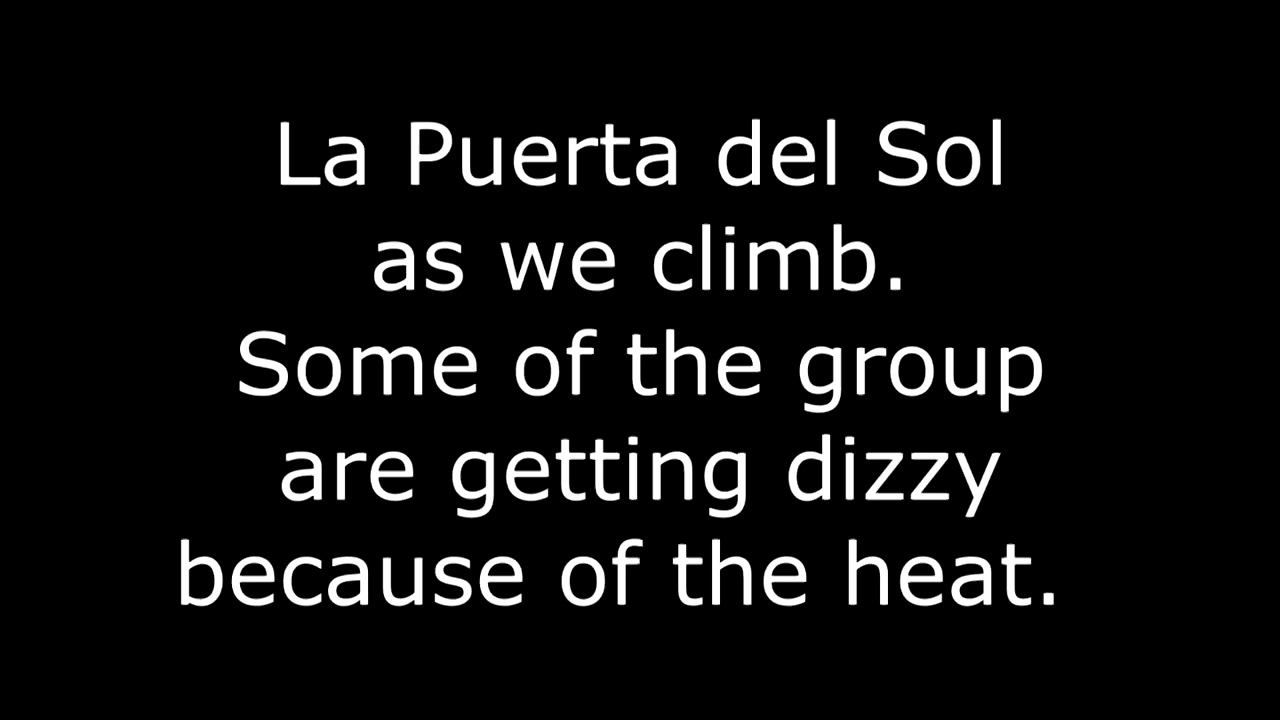 La Puerta del Sol
as we climb.
Some of the group
are getting dizzy
because of the heat.